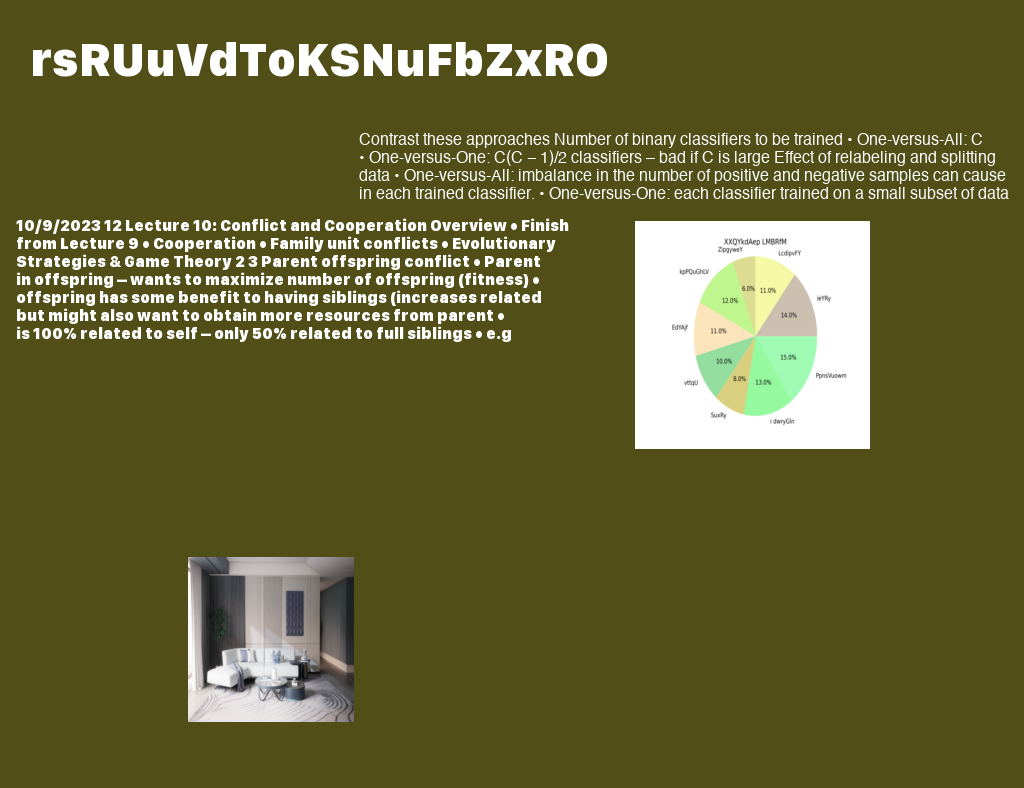 rsRUuVdToKSNuFbZxRO
Contrast these approaches Number of binary classifiers to be trained • One-versus-All: C
• One-versus-One: C(C – 1)/2 classifiers – bad if C is large Effect of relabeling and splitting
data • One-versus-All: imbalance in the number of positive and negative samples can cause
in each trained classifier. • One-versus-One: each classifier trained on a small subset of data
10/9/2023 12 Lecture 10: Conflict and Cooperation Overview • Finish
from Lecture 9 • Cooperation • Family unit conflicts • Evolutionary
Strategies & Game Theory 2 3 Parent offspring conflict • Parent
in offspring – wants to maximize number of offspring (fitness) •
offspring has some benefit to having siblings (increases related
but might also want to obtain more resources from parent •
is 100% related to self – only 50% related to full siblings • e.g
XXQYkdAep LMBRfM
ZipgyweY
LcdipvFY
kpPQuGhLV
6.0%
11.0%
ieYRy
12.0%
14.0%
EdYAjf
11.0%
15.0%
10.0%
PpnsVuowm
vttqU
8.0%
13.0%
SuxRy
i dwryGln